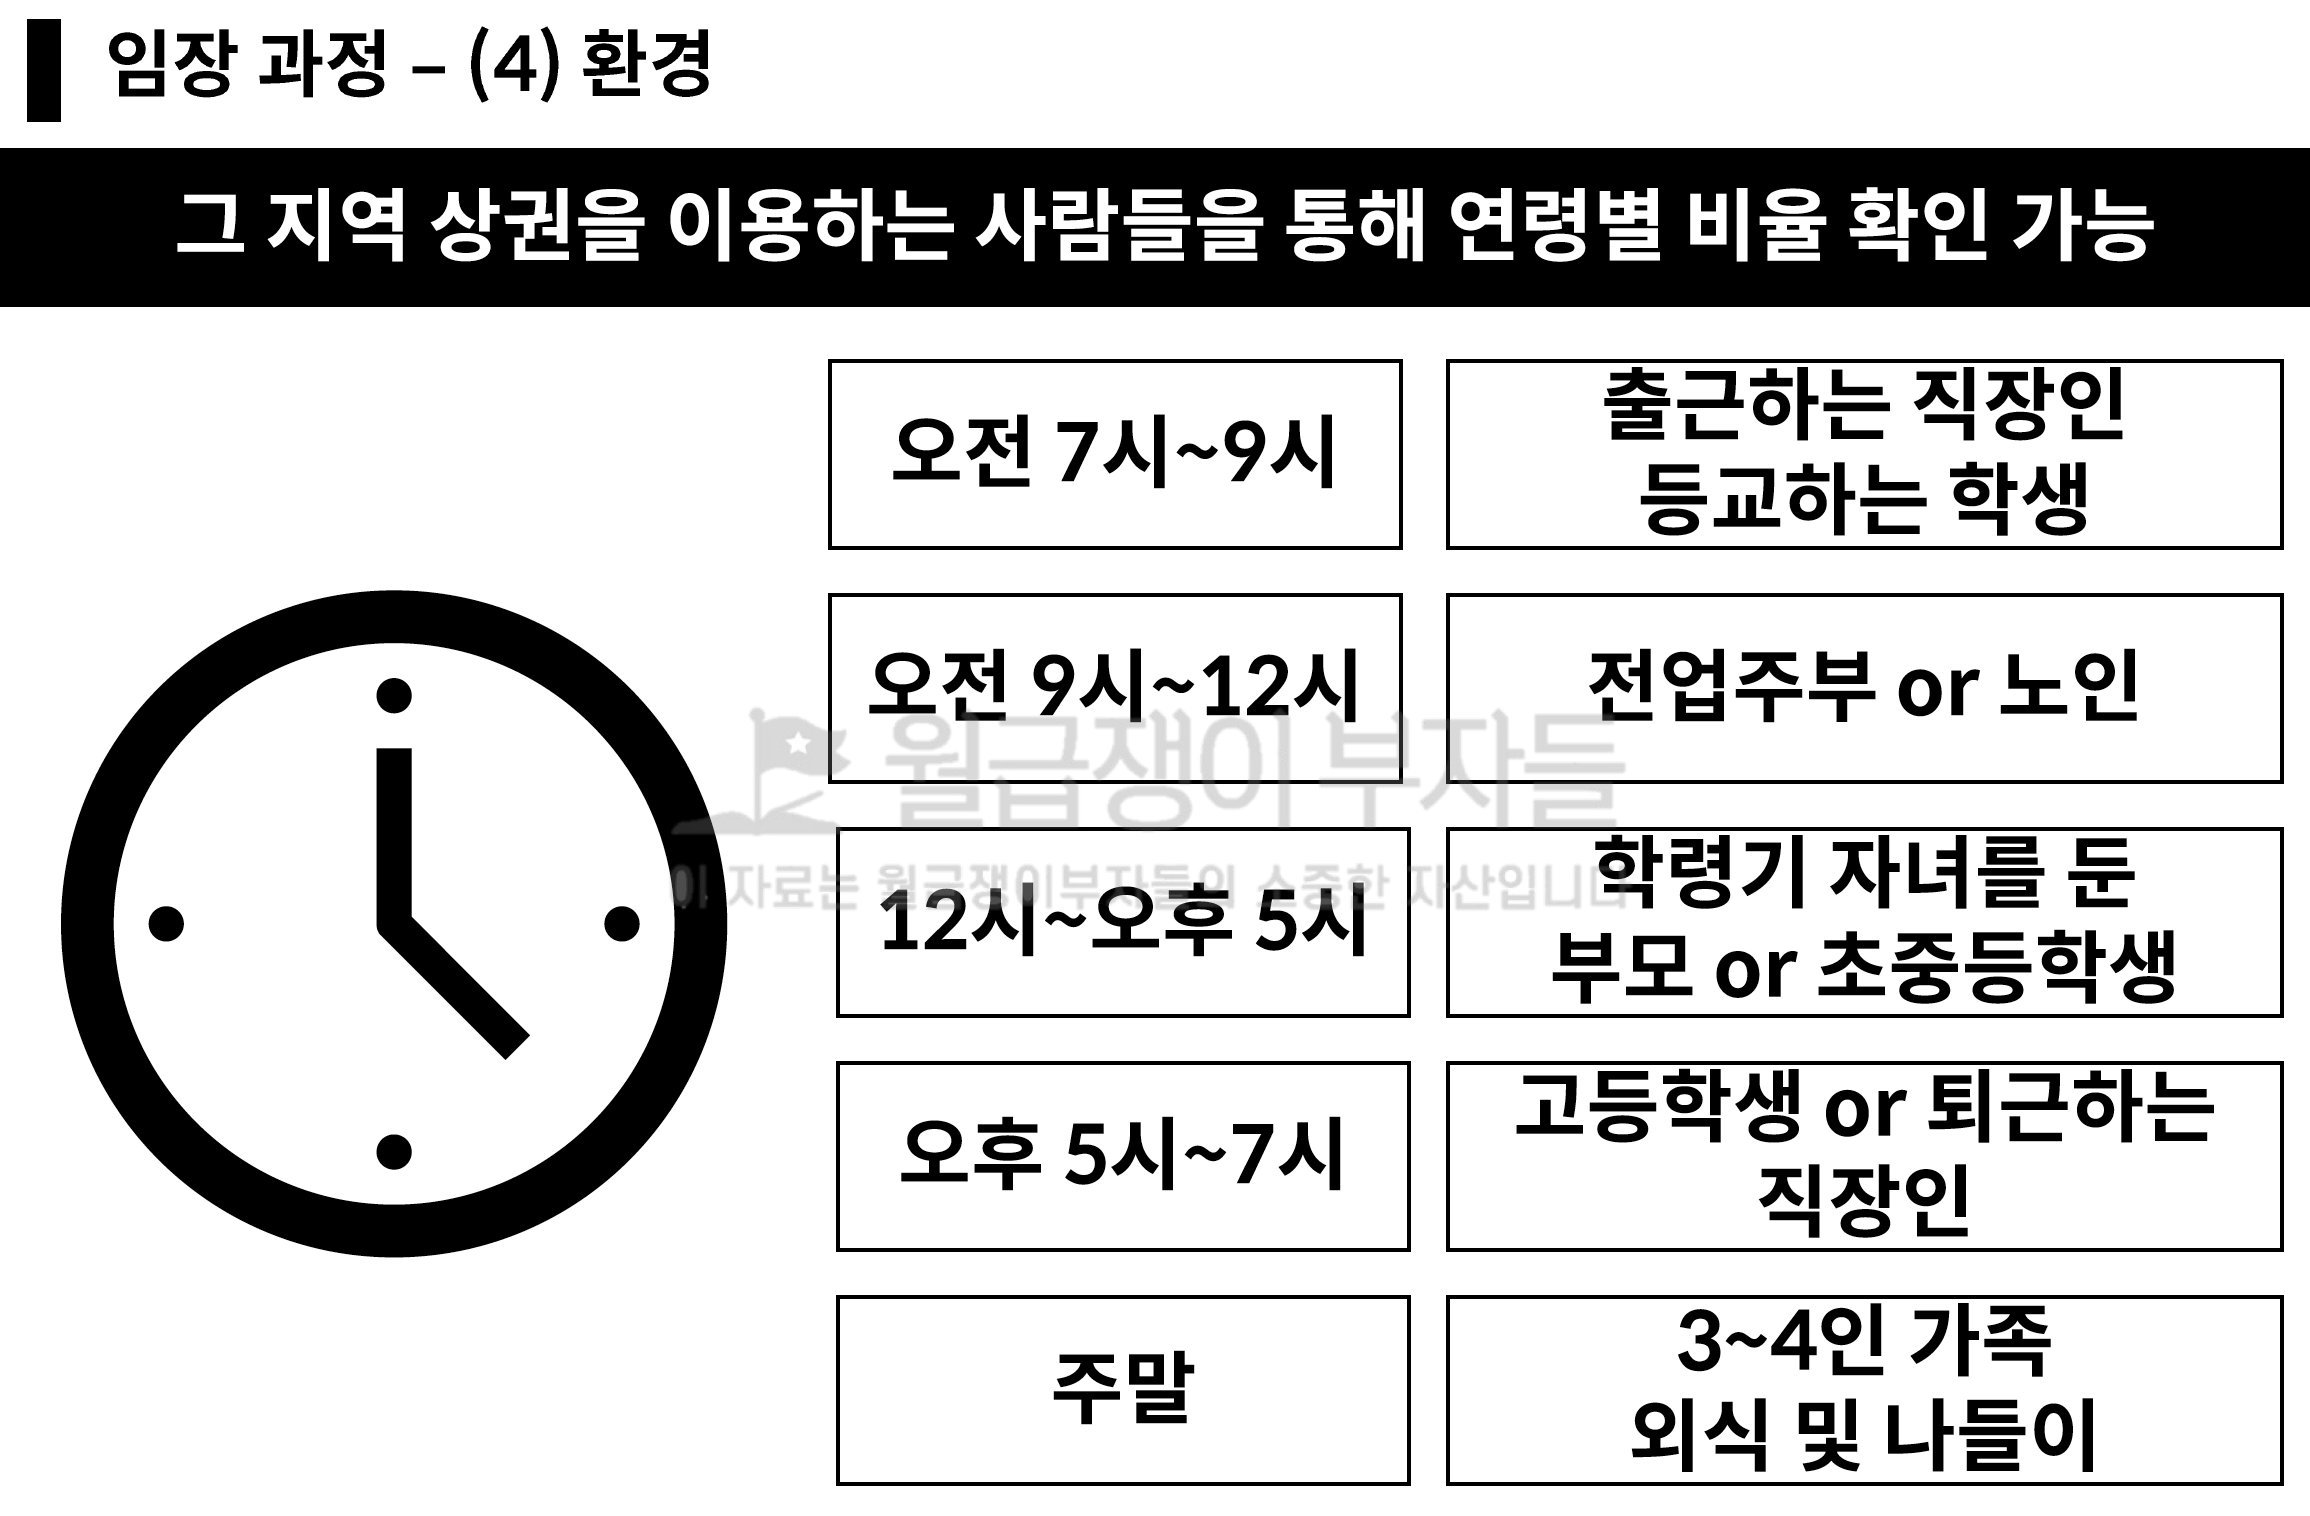 임장 과정 – (4) 환경
그 지역 상권을 이용하는 사람들을 통해 연령별 비율 확인 가능
오전 7시~9시
출근하는 직장인
등교하는 학생
오전 9시~12시
전업주부 or 노인
월급쟁이 부자들
이 자료는 월급쟁이부자들의 소중한 자산입니다
12시~오후 5시
학령기 자녀를 둔
부모 or 초중등학생
오후 5시~7시
고등학생 or 퇴근하는
직장인
주말
3~4인 가족
외식 및 나들이